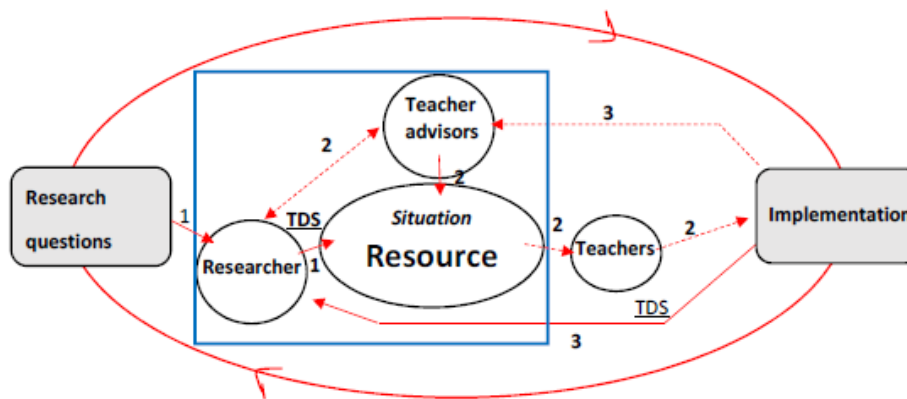 Teacher
advisors
3
2
2
Research
questions
1
TDS
Situation
Resource
Researcher
1
2
Teachers
2
Implementation
TDS
3